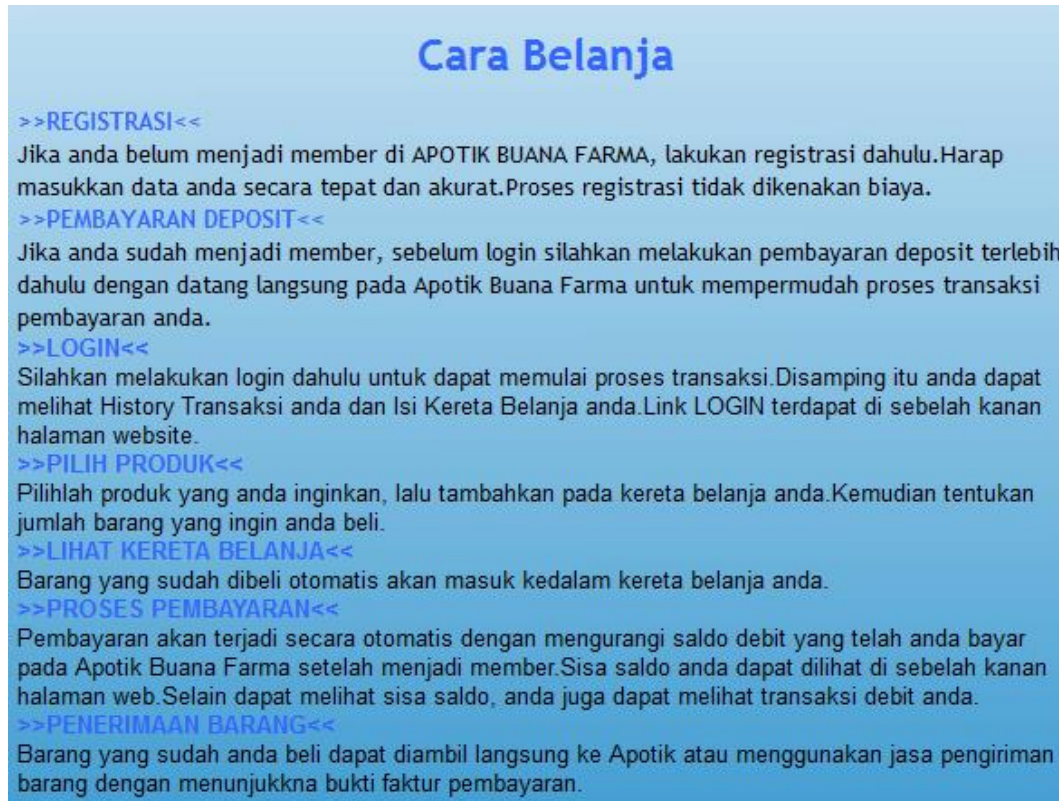 Cara Belanja
>>REGISTRASI<<
Jika anda belum menjadi member di APOTIK BUANA FARMA, lakukan registrasi dahulu.Harap
masukkan data anda secara tepat dan akurat.Proses registrasi tidak dikenakan biaya.
>>PEMBAYARAN DEPOSIT<<
Jika anda sudah menjadi member, sebelum login silahkan melakukan pembayaran deposit terlebih
dahulu dengan datang langsung pada Apotik Buana Farma untuk mempermudah proses transaksi
pembayaran anda.
>>LOGIN<<
Silahkan melakukan login dahulu untuk dapat memulai proses transaksi.Disamping itu anda dapat
melihat History Transaksi anda dan Isi Kereta Belanja anda.Link LOGIN terdapat di sebelah kanan
halaman website.
>>PILIH PRODUK<<
Pilihlah produk yang anda inginkan, lalu tambahkan pada kereta belanja anda.Kemudian tentukan
jumlah barang yang ingin anda beli.
>>LIHAT KERETA BELANJA<<
Barang yang sudah dibeli otomatis akan masuk kedalam kereta belanja anda.
>>PROSES PEMBAYARAN<<
Pembayaran akan terjadi secara otomatis dengan mengurangi saldo debit yang telah anda bayar
pada Apotik Buana Farma setelah menjadi member.Sisa saldo anda dapat dilihat di sebelah kanan
halaman web.Selain dapat melihat sisa saldo, anda juga dapat melihat transaksi debit anda.
>>PENERIMAAN BARANG<<
Barang yang sudah anda beli dapat diambil langsung ke Apotik atau menggunakan jasa pengiriman
barang dengan menunjukkna bukti faktur pembayaran.